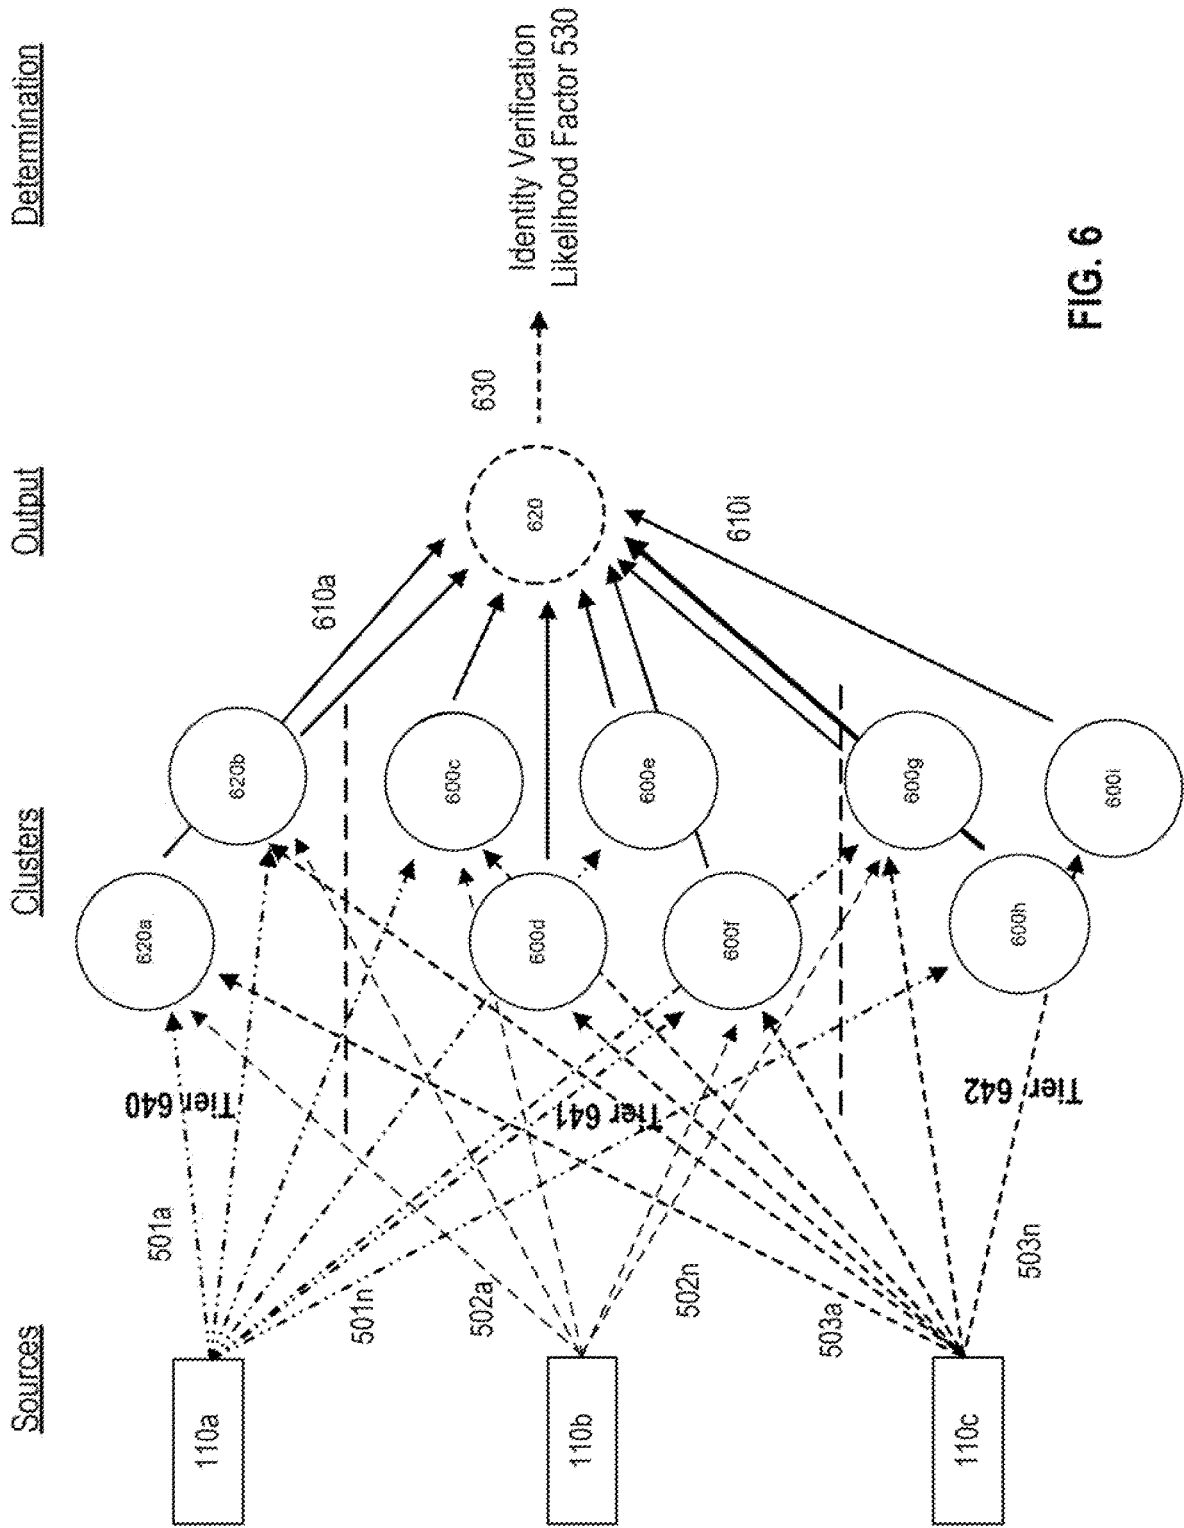 Sources
Clusters
Output
Determination
110a
110b
110c
501a
501n
502a
502n
503a
503n
Tier 640
Tier 641
Tier 642
620a
620b
600c
600d
600e
600f
600g
600h
600i
610a
610i
620
630
Identity Verification
Likelihood Factor 530
FIG. 6